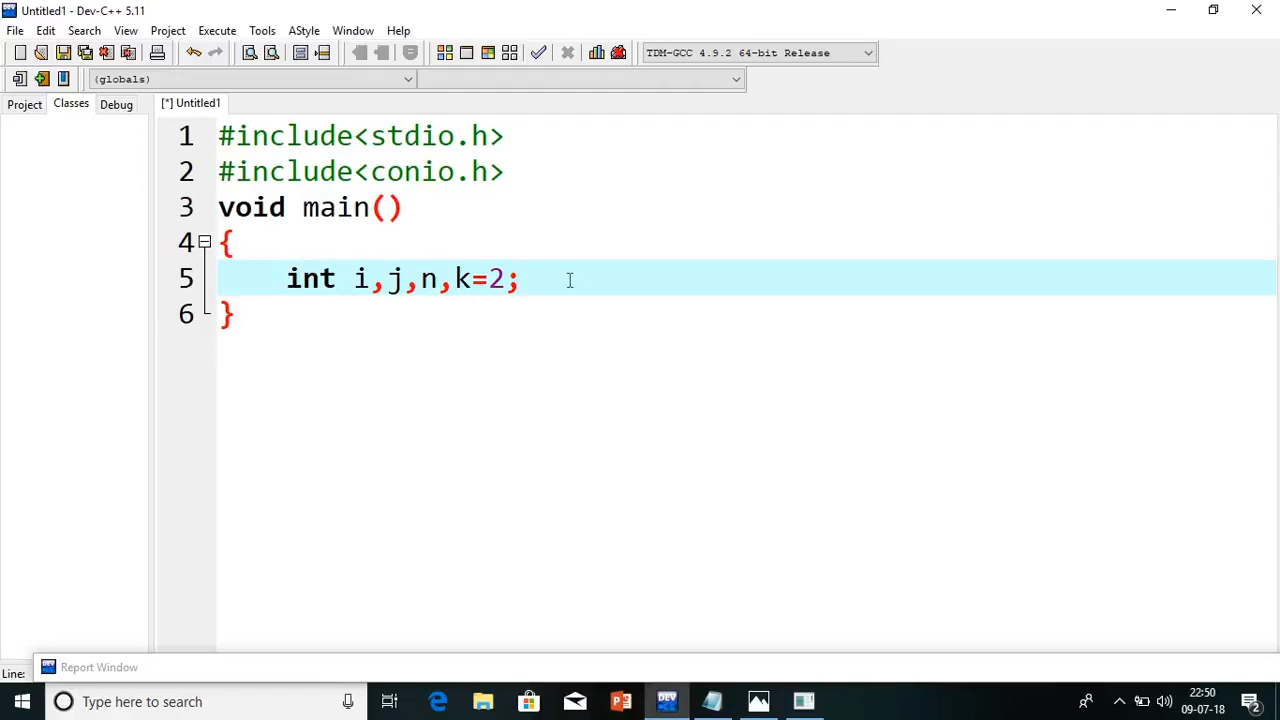 Untitled1 - Dev-C++ 5.11
File Edit Search View Project Execute Tools AStyle Window Help
TDM-GCC 4.9.2 64-bit Release
(globals)
Project Classes Debug [*] Untitled1
1 #include<stdio.h>
2 #include<conio.h>
3 void main()
4 {
5 int i,j,n,k=2;
6 }
Report Window
Line:
Type here to search
DEV
22:50
09-07-18
2